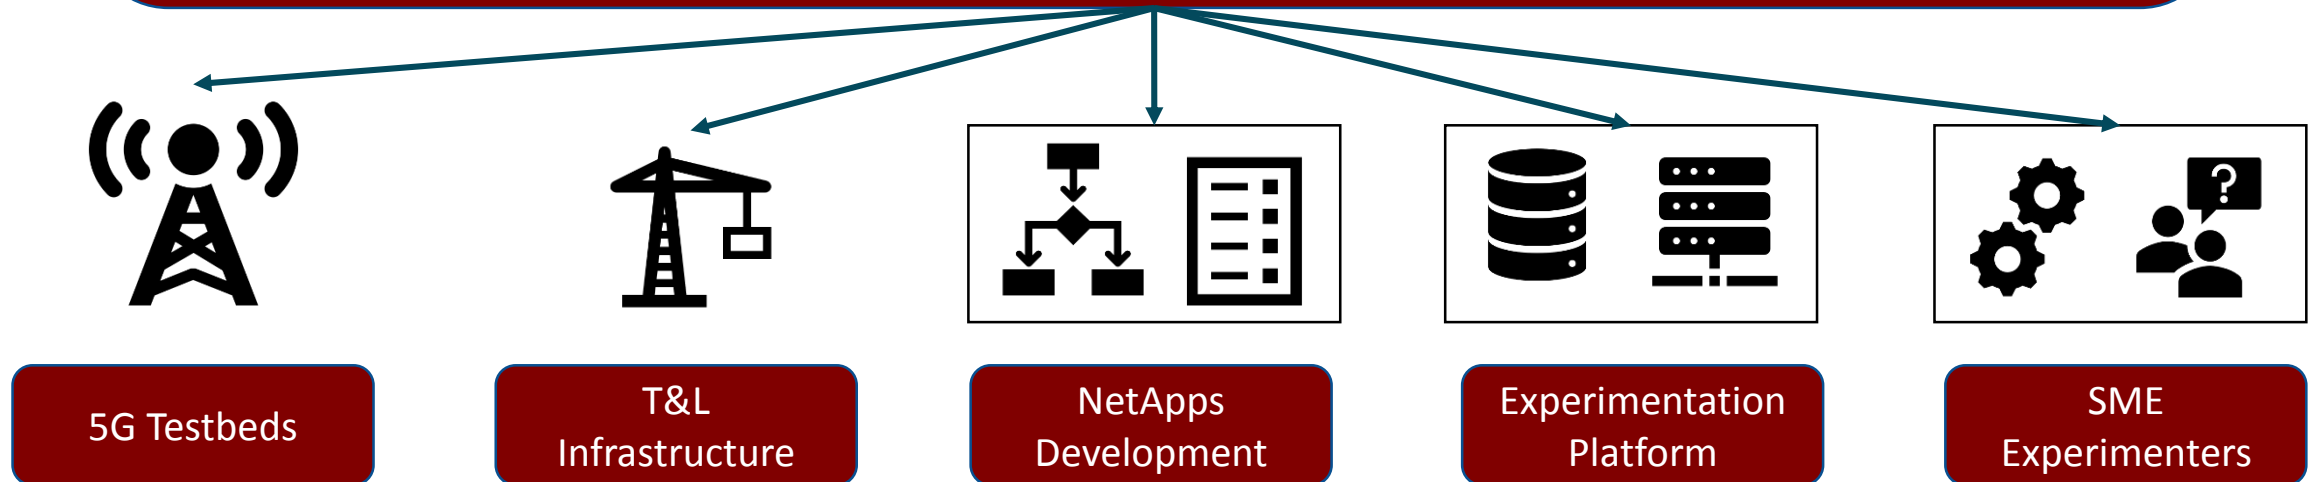 ?
5G Testbeds
T&L
Infrastructure
NetApps
Development
Experimentation
Platform
SME
Experimenters